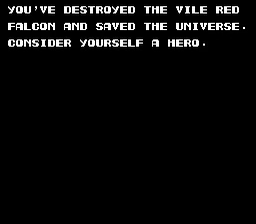 YOU'VE DESTROYED THE VILE RED
FALCON AND SAVED THE UNIVERSE.
CONSIDER YOURSELF A HERO.